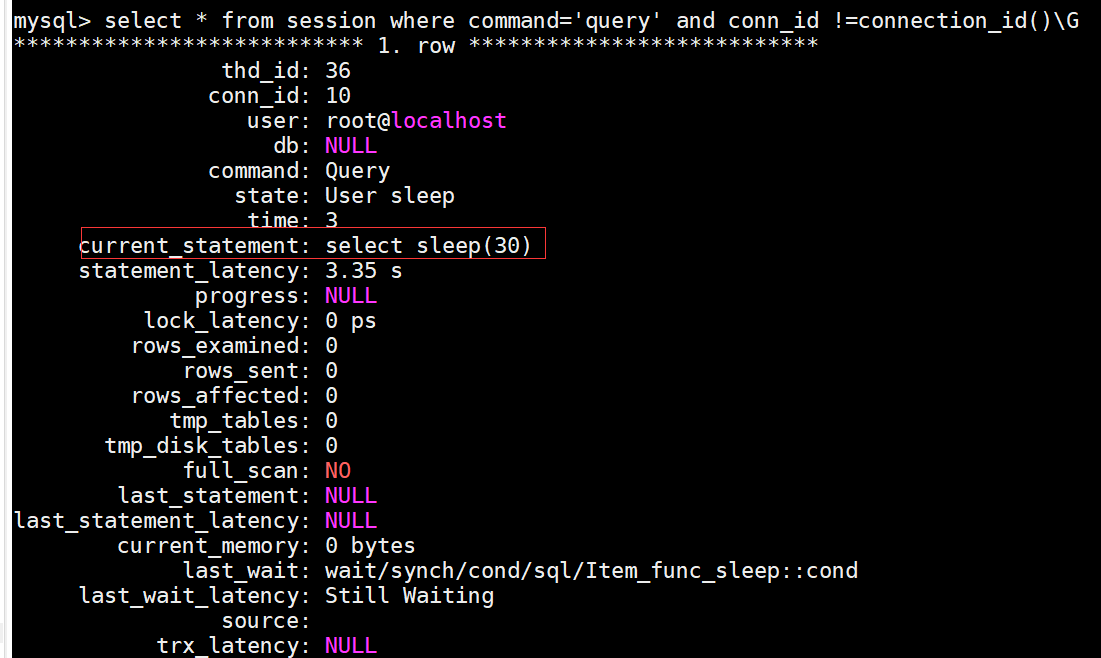 mysql> select * from session where command='query' and conn_id !=connection_id()\G
*************************** 1. row ***************************
thd_id: 36
conn_id: 10
user: root@localhost
db: NULL
command: Query
state: User sleep
time: 3
current_statement: select sleep(30)
statement_latency: 3.35 s
progress: NULL
lock_latency: 0 ps
rows_examined: 0
rows_sent: 0
rows_affected: 0
tmp_tables: 0
tmp_disk_tables: 0
full_scan: NO
last_statement: NULL
last_statement_latency: NULL
current_memory: 0 bytes
last_wait: wait/synch/cond/sql/Item_func_sleep::cond
last_wait_latency: Still Waiting
source:
trx_latency: NULL